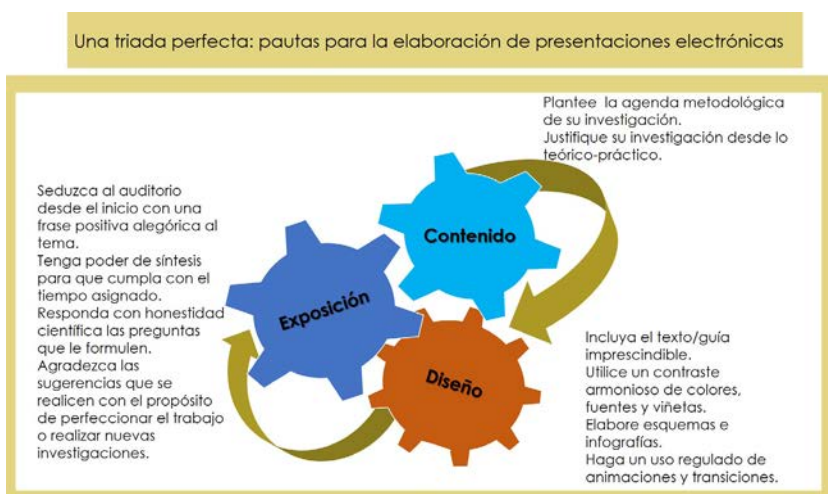 Una triada perfecta: pautas para la elaboración de presentaciones electrónicas
Plantee la agenda metodológica
de su investigación.
Justifique su investigación desde lo
teórico-práctico.
Contenido
Seduzca al auditorio
desde el inicio con una
frase positiva alegórica al
tema.
Tenga poder de síntesis
para que cumpla con el
tiempo asignado.
Responda con honestidad
científica las preguntas
que le formulen.
Agradezca las
sugerencias que se
realicen con el propósito
de perfeccionar el trabajo
o realizar nuevas
investigaciones.
Exposición
Diseño
Incluya el texto/guía
imprescindible.
Utilice un contraste
armonioso de colores,
fuentes y viñetas.
Elabore esquemas e
infografías.
Haga un uso regulado de
animaciones y transiciones.